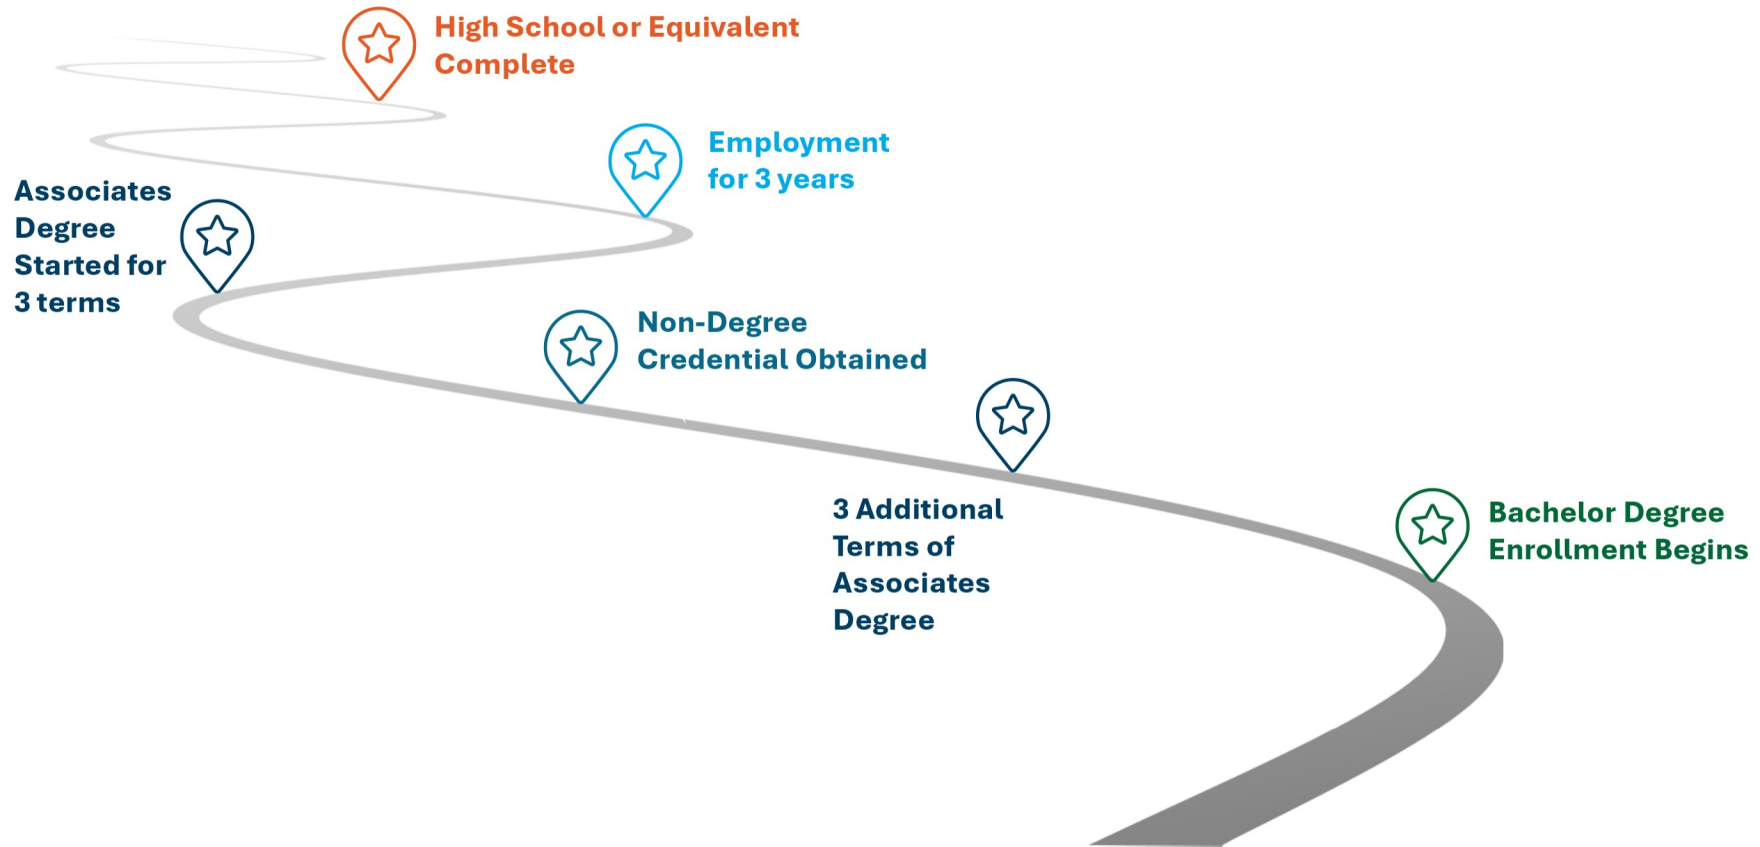 High School or Equivalent
Complete
Employment
for 3 years
Associates
Degree
Started for
3 terms
Non-Degree
Credential Obtained
3 Additional
Terms of
Associates
Degree
Bachelor Degree
Enrollment Begins